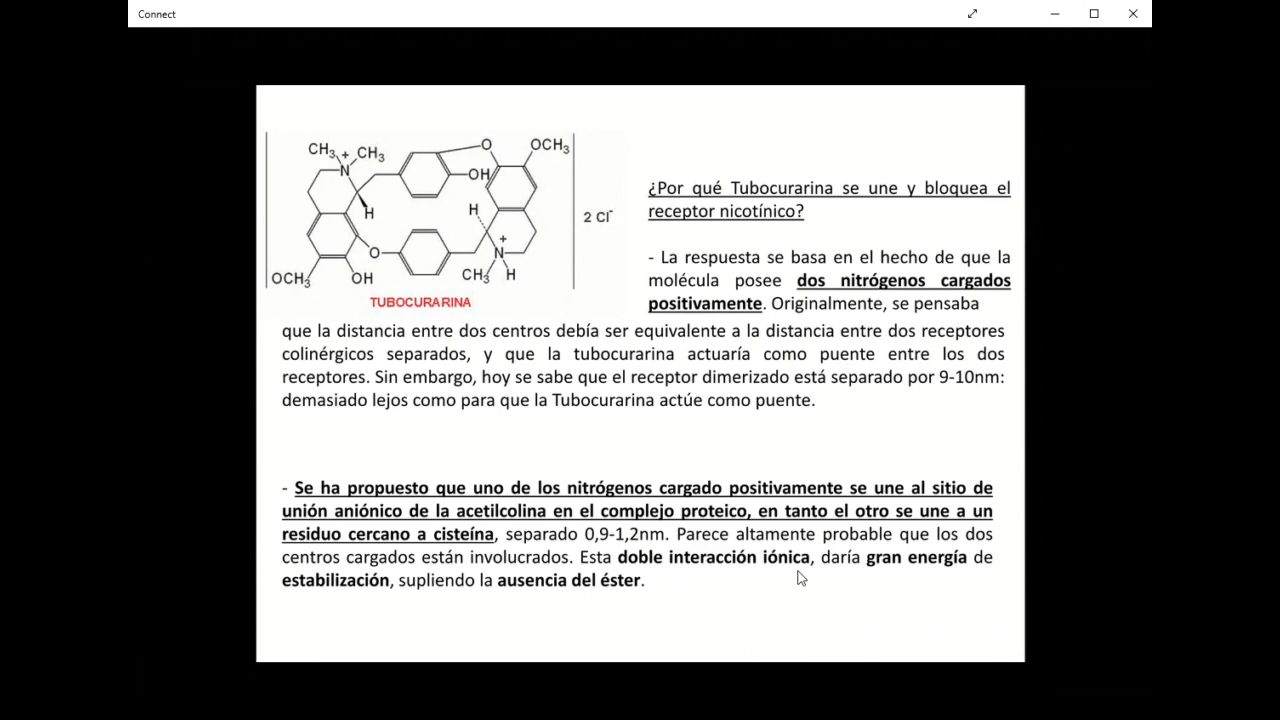 Connect
CH₃ + CH₃
N
O
OCH₃
OH
H
H
+
N
O
OCH₃
OH
CH₃
H
2 Cl⁻
TUBOCURARINA
¿Por qué Tubocurarina se une y bloquea el
receptor nicotínico?
- La respuesta se basa en el hecho de que la
molécula posee dos nitrógenos cargados
positivamente. Originalmente, se pensaba
que la distancia entre dos centros debía ser equivalente a la distancia entre dos receptores
colinérgicos separados, y que la tubocurarina actuaría como puente entre los dos
receptores. Sin embargo, hoy se sabe que el receptor dimerizado está separado por 9-10nm:
demasiado lejos como para que la Tubocurarina actúe como puente.
- Se ha propuesto que uno de los nitrógenos cargado positivamente se une al sitio de
unión aniónico de la acetilcolina en el complejo proteico, en tanto el otro se une a un
residuo cercano a cisteína, separado 0,9-1,2nm. Parece altamente probable que los dos
centros cargados están involucrados. Esta doble interacción iónica, daría gran energía de
estabilización, supliendo la ausencia del éster.